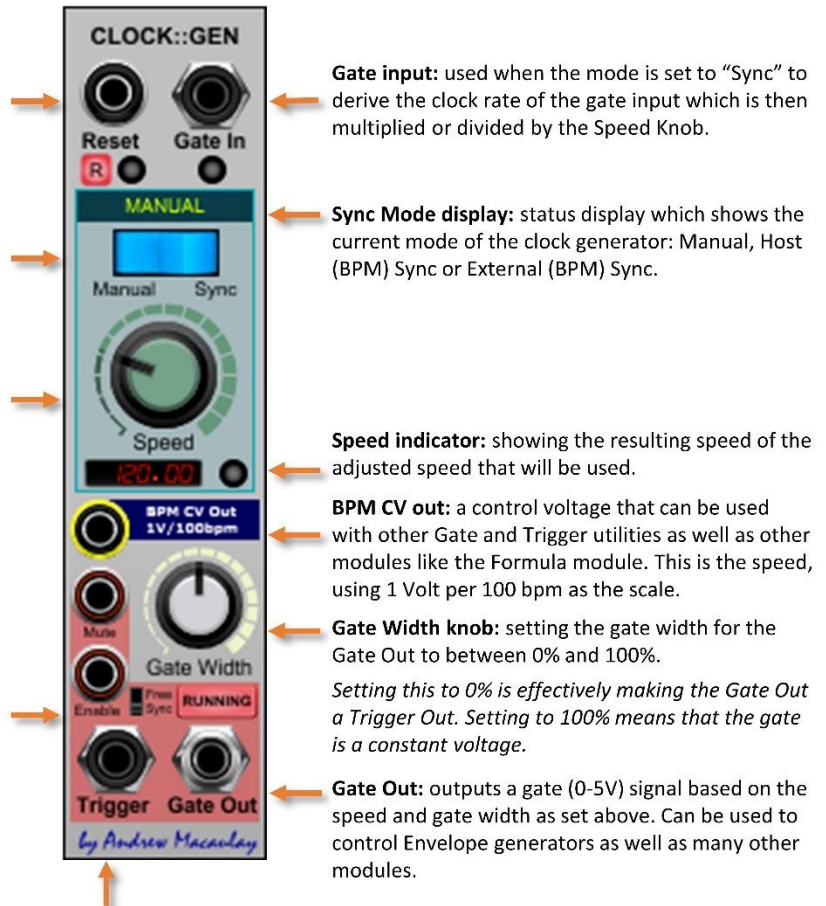 CLOCK::GEN
Reset Gate In
R
MANUAL
Manual Sync
Speed
120.00
BPM CV Out
1V/100bpm
Mute
Gate Width
Enable
Free
Sync
RUNNING
Trigger Gate Out
by Andrew Macaulay
Gate input: used when the mode is set to “Sync” to
derive the clock rate of the gate input which is then
multiplied or divided by the Speed Knob.
Sync Mode display: status display which shows the
current mode of the clock generator: Manual, Host
(BPM) Sync or External (BPM) Sync.
Speed indicator: showing the resulting speed of the
adjusted speed that will be used.
BPM CV out: a control voltage that can be used
with other Gate and Trigger utilities as well as other
modules like the Formula module. This is the speed,
using 1 Volt per 100 bpm as the scale.
Gate Width knob: setting the gate width for the
Gate Out to between 0% and 100%.
Setting this to 0% is effectively making the Gate Out
a Trigger Out. Setting to 100% means that the gate
is a constant voltage.
Gate Out: outputs a gate (0-5V) signal based on the
speed and gate width as set above. Can be used to
control Envelope generators as well as many other
modules.